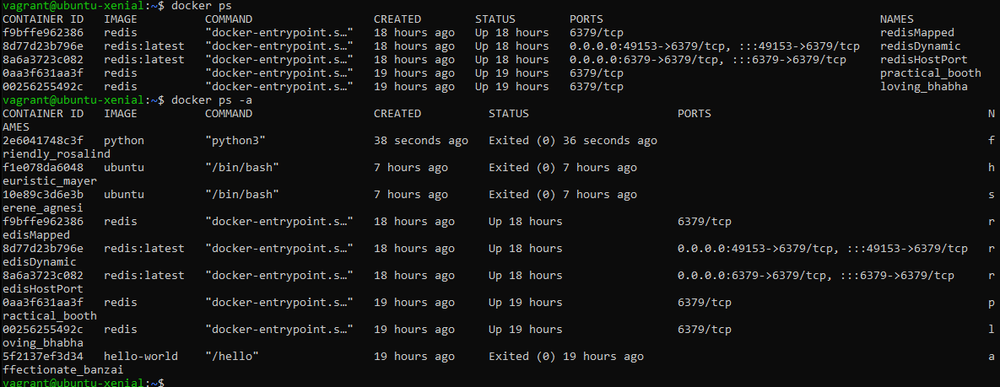 vagrant@ubuntu-xenial:~$ docker ps
CONTAINER ID   IMAGE          COMMAND                  CREATED        STATUS        PORTS                                         NAMES
f9bffe962386   redis          "docker-entrypoint.s…"   18 hours ago   Up 18 hours   6379/tcp                                      redisMapped
8d77d23b796e   redis:latest   "docker-entrypoint.s…"   18 hours ago   Up 18 hours   0.0.0.0:49153->6379/tcp, :::49153->6379/tcp   redisDynamic
8a6a3723c082   redis:latest   "docker-entrypoint.s…"   18 hours ago   Up 18 hours   0.0.0.0:6379->6379/tcp, :::6379->6379/tcp     redisHostPort
0aa3f631aa3f   redis          "docker-entrypoint.s…"   19 hours ago   Up 19 hours   6379/tcp                                      practical_booth
00256255492c   redis          "docker-entrypoint.s…"   19 hours ago   Up 19 hours   6379/tcp                                      loving_bhabha
vagrant@ubuntu-xenial:~$ docker ps -a
CONTAINER ID   IMAGE          COMMAND                  CREATED          STATUS                      PORTS                                         N
AMES
2e6041748c3f   python         "python3"                38 seconds ago   Exited (0) 36 seconds ago                                                 f
riendly_rosalind
f1e078da6048   ubuntu         "/bin/bash"              7 hours ago      Exited (0) 7 hours ago                                                    h
euristic_mayer
10e89c3d6e3b   ubuntu         "/bin/bash"              7 hours ago      Exited (0) 7 hours ago                                                    s
erene_agnesi
f9bffe962386   redis          "docker-entrypoint.s…"   18 hours ago     Up 18 hours                 6379/tcp                                      r
edisMapped
8d77d23b796e   redis:latest   "docker-entrypoint.s…"   18 hours ago     Up 18 hours                 0.0.0.0:49153->6379/tcp, :::49153->6379/tcp   r
edisDynamic
8a6a3723c082   redis:latest   "docker-entrypoint.s…"   18 hours ago     Up 18 hours                 0.0.0.0:6379->6379/tcp, :::6379->6379/tcp     r
edisHostPort
0aa3f631aa3f   redis          "docker-entrypoint.s…"   19 hours ago     Up 19 hours                 6379/tcp                                      p
ractical_booth
00256255492c   redis          "docker-entrypoint.s…"   19 hours ago     Up 19 hours                 6379/tcp                                      l
oving_bhabha
5f2137ef3d34   hello-world    "/hello"                 19 hours ago     Exited (0) 19 hours ago                                                   a
ffectionate_banzai
vagrant@ubuntu-xenial:~$